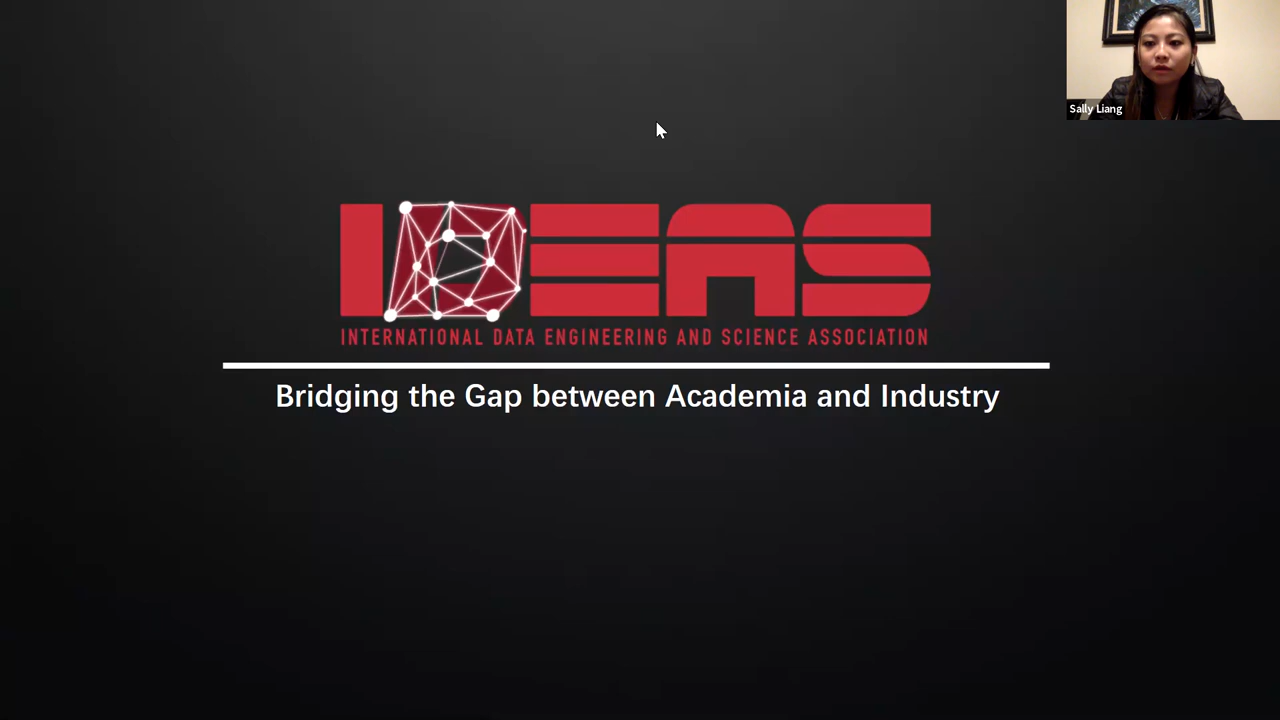 Sally Liang
IDEAS
INTERNATIONAL DATA ENGINEERING AND SCIENCE ASSOCIATION
Bridging the Gap between Academia and Industry